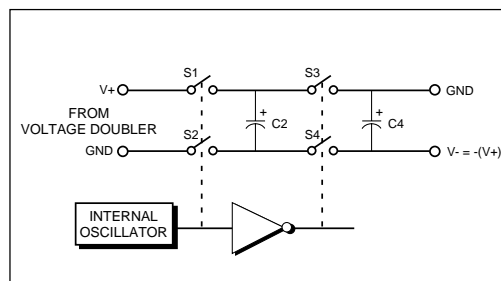 S1
S3
V+
GND
FROM
VOLTAGE DOUBLER
+
C2
+
C4
S2
S4
GND
V- = -(V+)
INTERNAL
OSCILLATOR